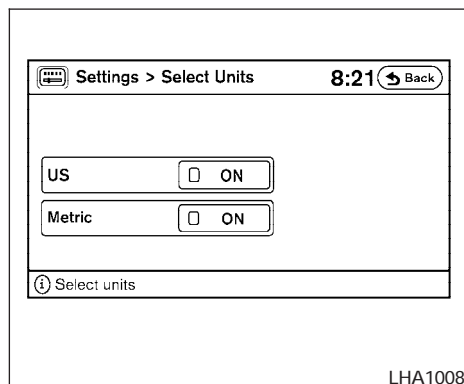 Settings > Select Units 8:21 Back
US ON
Metric ON
Select units
LHA1008